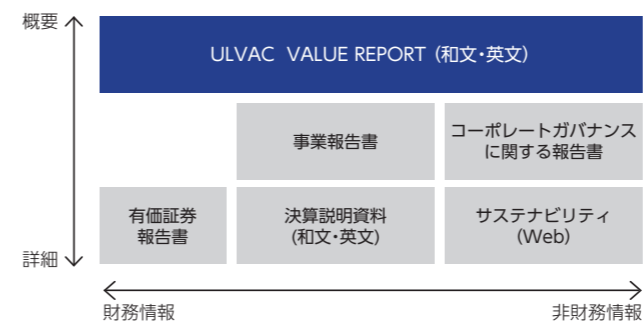 概要
ULVAC VALUE REPORT（和文・英文）
事業報告書
コーポレートガバナンス
に関する報告書
有価証券
報告書
決算説明資料
(和文・英文)
サステナビリティ
(Web)
詳細
財務情報
非財務情報